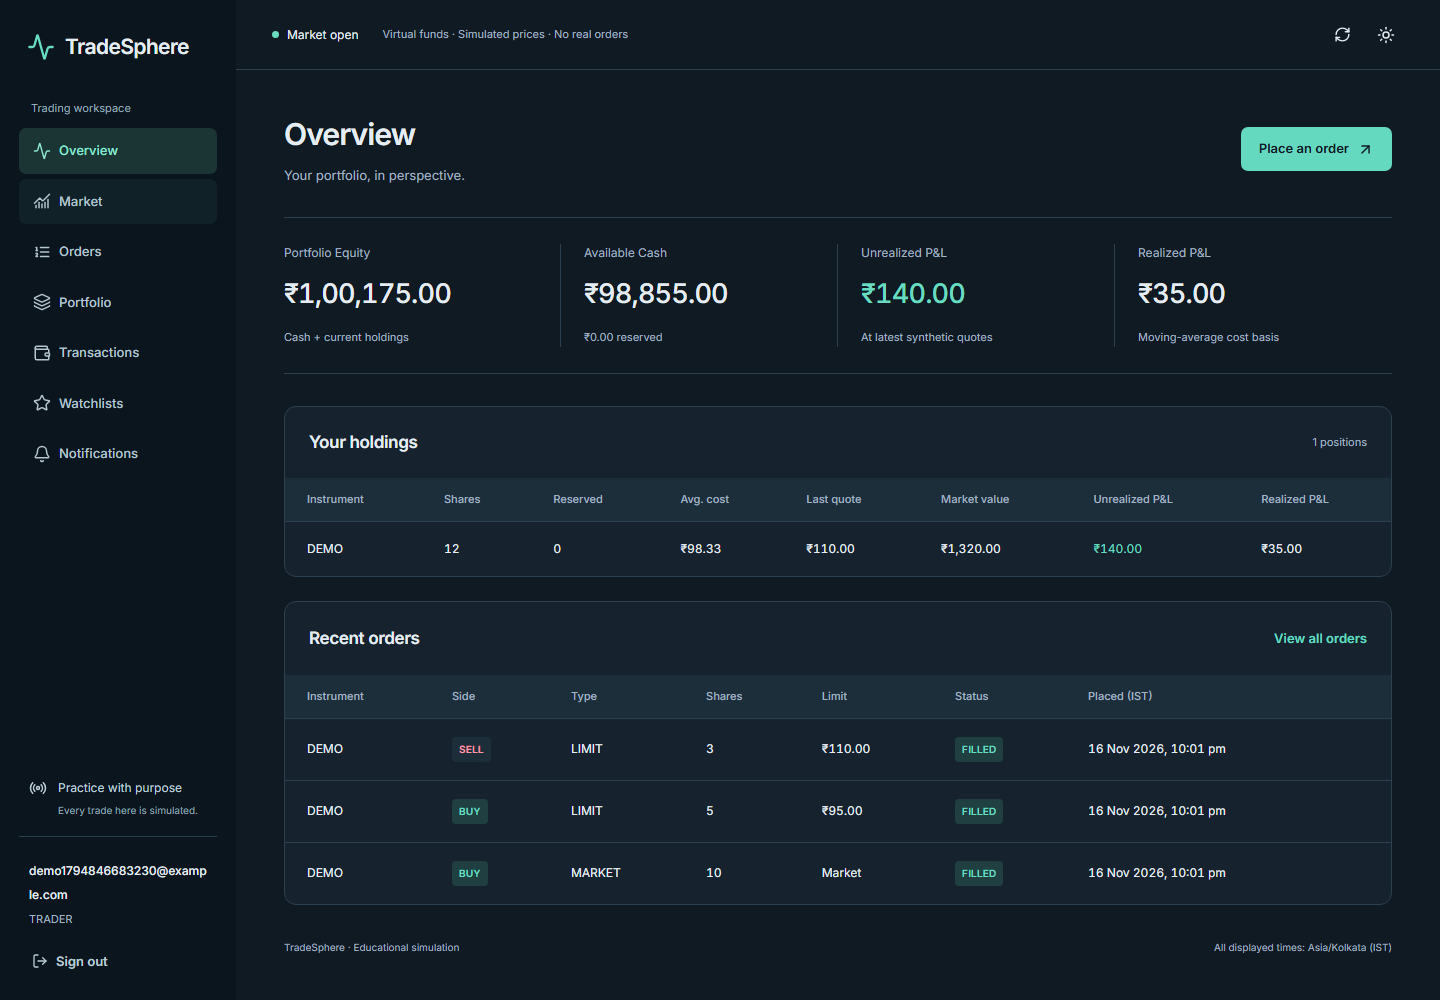 TradeSphere
Trading workspace
Overview
Market
Orders
Portfolio
Transactions
Watchlists
Notifications
Practice with purpose
Every trade here is simulated.
demo1794846683230@examp
le.com
TRADER
Sign out
Market open Virtual funds · Simulated prices · No real orders
Overview
Your portfolio, in perspective.
Place an order
Portfolio Equity Available Cash Unrealized P&L Realized P&L
₹1,00,175.00 ₹98,855.00 ₹140.00 ₹35.00
Cash + current holdings ₹0.00 reserved At latest synthetic quotes Moving-average cost basis
Your holdings 1 positions
Instrument Shares Reserved Avg. cost Last quote Market value Unrealized P&L Realized P&L
DEMO 12 0 ₹98.33 ₹110.00 ₹1,320.00 ₹140.00 ₹35.00
Recent orders View all orders
Instrument Side Type Shares Limit Status Placed (IST)
DEMO SELL LIMIT 3 ₹110.00 FILLED 16 Nov 2026, 10:01 pm
DEMO BUY LIMIT 5 ₹95.00 FILLED 16 Nov 2026, 10:01 pm
DEMO BUY MARKET 10 Market FILLED 16 Nov 2026, 10:01 pm
TradeSphere · Educational simulation All displayed times: Asia/Kolkata (IST)